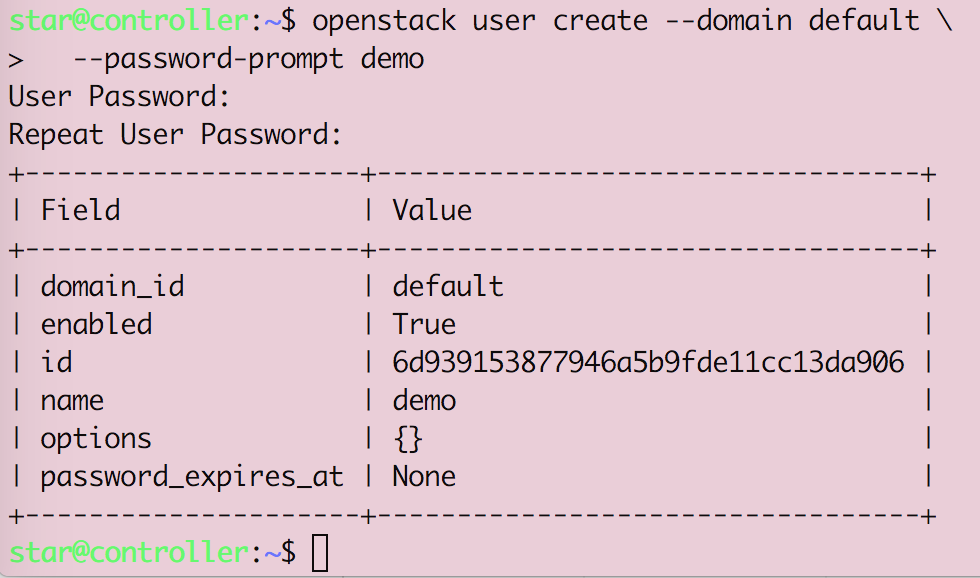 star@controller:~$ openstack user create --domain default \
>   --password-prompt demo
User Password:
Repeat User Password:
+---------------------+----------------------------------+
| Field               | Value                            |
+---------------------+----------------------------------+
| domain_id           | default                          |
| enabled             | True                             |
| id                  | 6d939153877946a5b9fde11cc13da906 |
| name                | demo                             |
| options             | {}                               |
| password_expires_at | None                             |
+---------------------+----------------------------------+
star@controller:~$